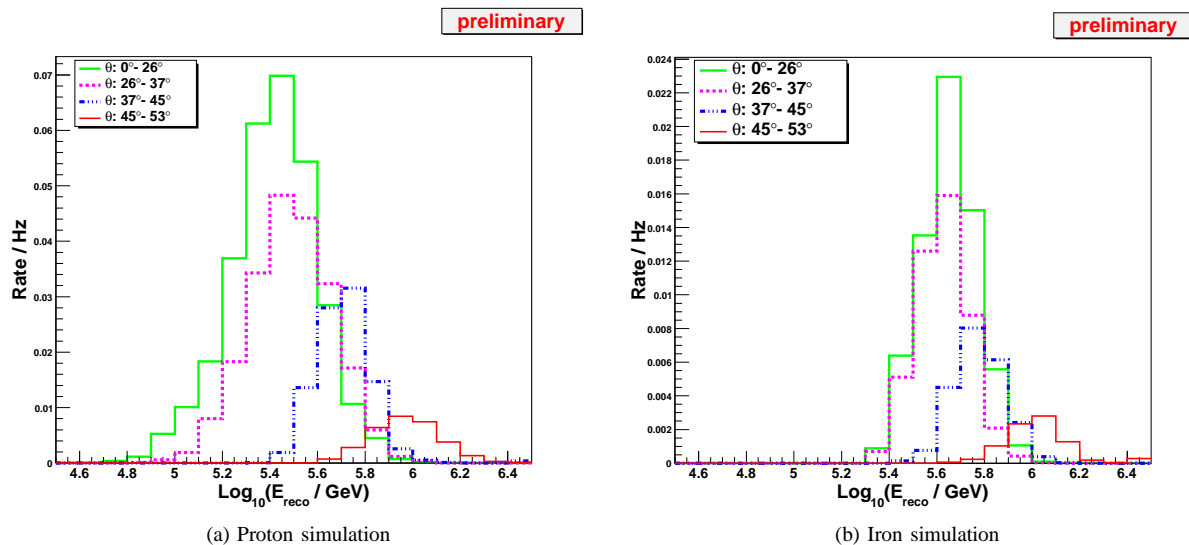 preliminary
θ: 0°- 26°
θ: 26°- 37°
θ: 37°- 45°
θ: 45°- 53°
Rate / Hz
0.07
0.06
0.05
0.04
0.03
0.02
0.01
0
4.6 4.8 5 5.2 5.4 5.6 5.8 6 6.2 6.4
Log10(Ereco / GeV)
(a) Proton simulation
preliminary
θ: 0°- 26°
θ: 26°- 37°
θ: 37°- 45°
θ: 45°- 53°
Rate / Hz
0.024
0.022
0.02
0.018
0.016
0.014
0.012
0.01
0.008
0.006
0.004
0.002
0
4.6 4.8 5 5.2 5.4 5.6 5.8 6 6.2 6.4
Log10(Ereco / GeV)
(b) Iron simulation